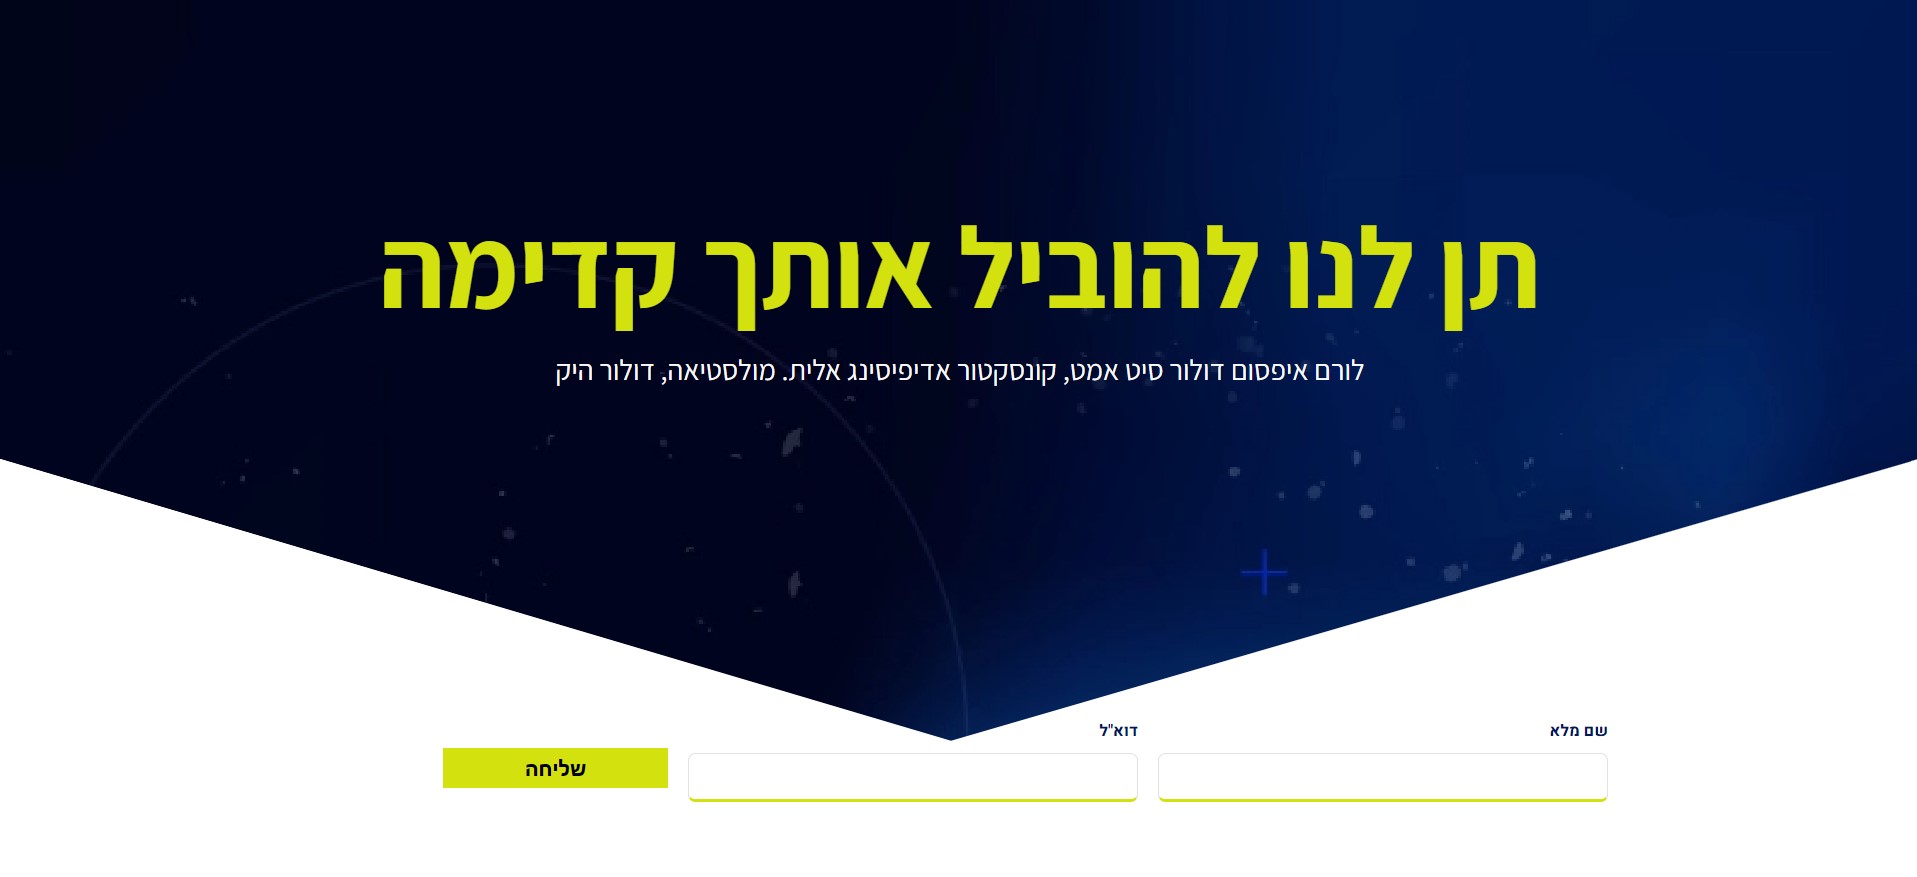 תן לנו להוביל אותך קדימה
לורם איפסום דולור סיט אמט, קונסקטור אדיפיסינג אלית. מולסטיאה, דולור היק
שם מלא
דוא"ל
שליחה